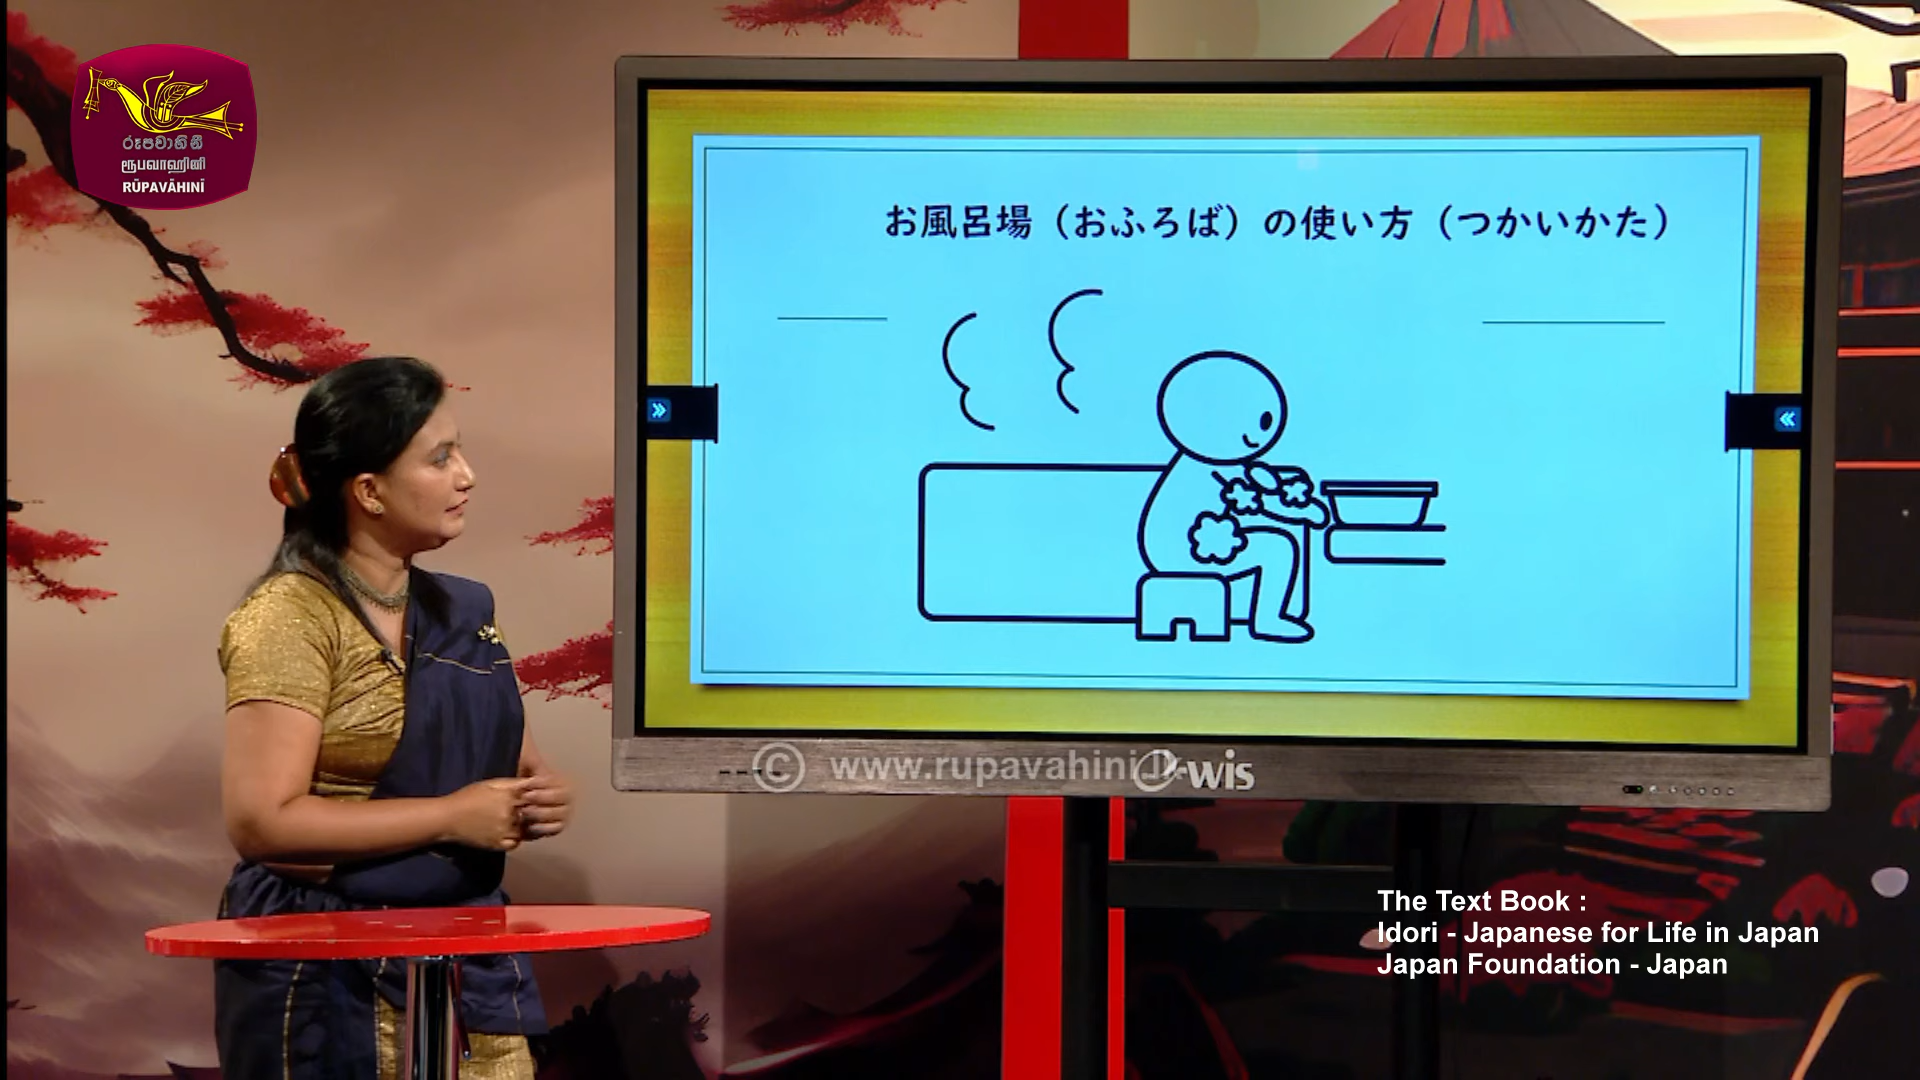 රූපවාහිනී
ரூபவாஹினி
RŪPAVĀHINĪ
お風呂場（おふろば）の使い方（つかいかた）
© www.rupavahini.lk
wis
The Text Book :
Idori - Japanese for Life in Japan
Japan Foundation - Japan